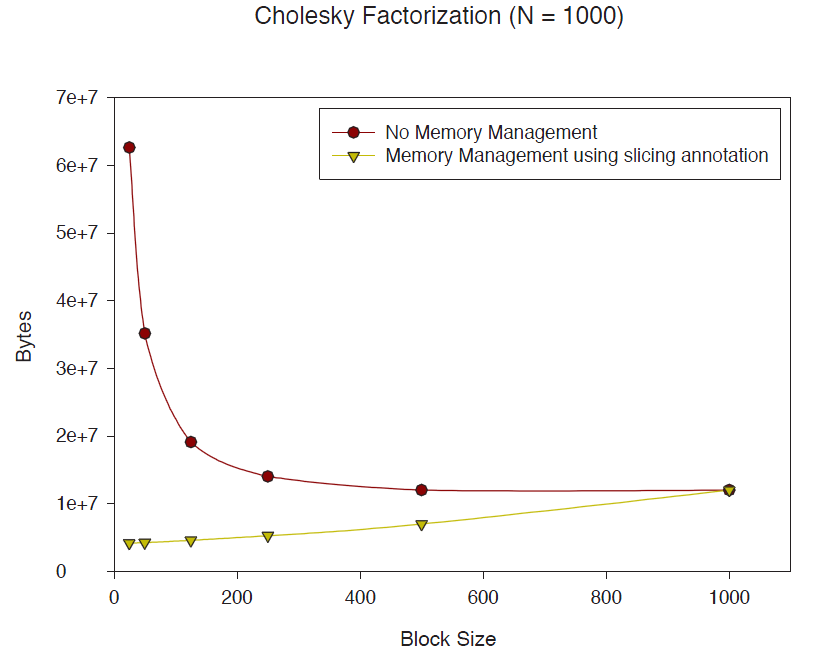 Cholesky Factorization (N = 1000)
7e+7
6e+7
5e+7
4e+7
3e+7
2e+7
1e+7
0
Bytes
No Memory Management
Memory Management using slicing annotation
0 200 400 600 800 1000
Block Size